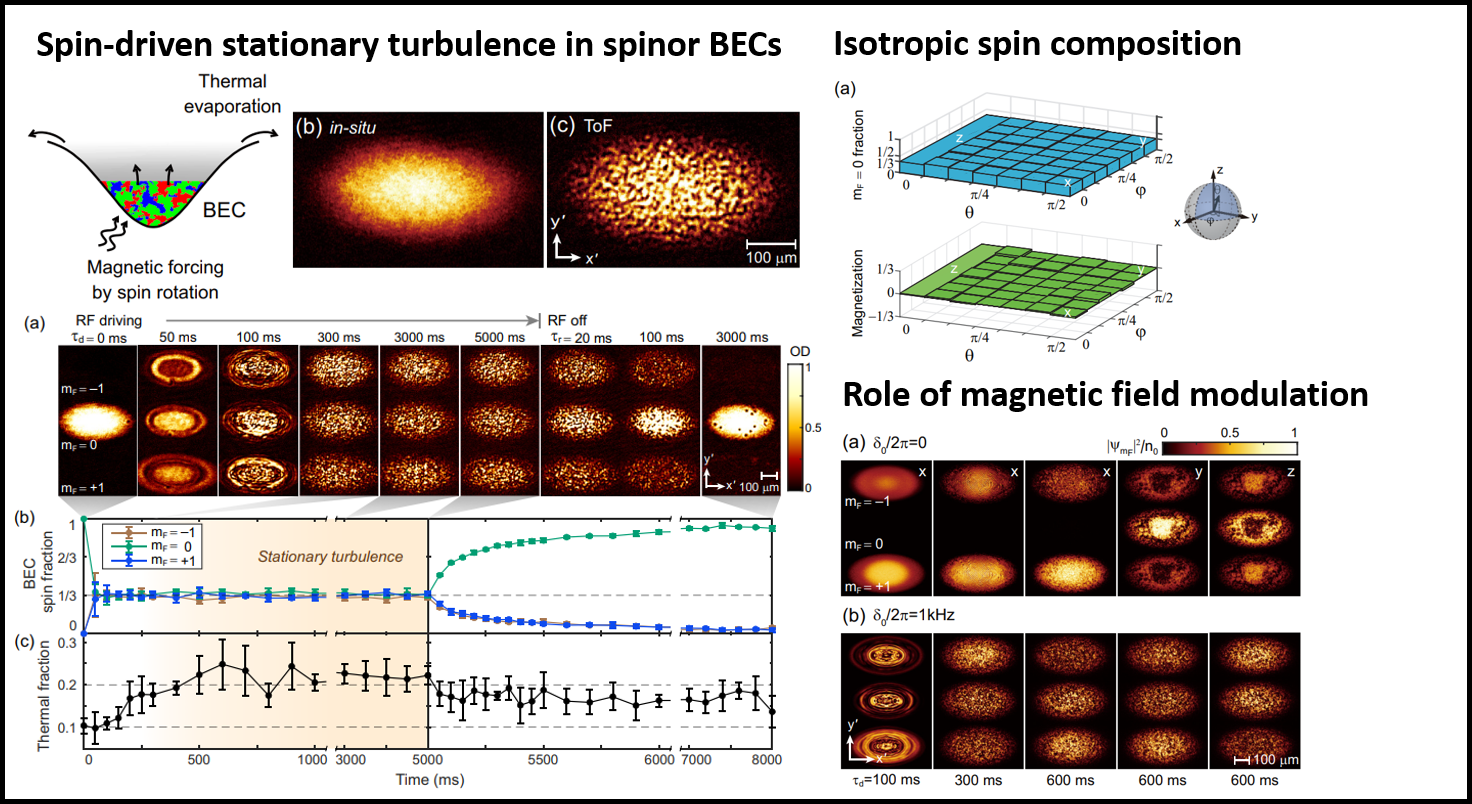 Spin-driven stationary turbulence in spinor BECs
Thermal
evaporation
BEC
Magnetic forcing
by spin rotation
(b) in-situ
(c) ToF
y′
x′
100 μm
(a)
RF driving
RF off
τd= 0 ms
50 ms
100 ms
300 ms
3000 ms
5000 ms
τr= 20 ms
100 ms
3000 ms
OD
1
0.5
0
mF= −1
mF= 0
mF= +1
y′
x′
100 μm
(b)
BEC
spin fraction
1
2/3
1/3
0
mF= −1
mF= 0
mF= +1
Stationary turbulence
(c)
Thermal fraction
0.3
0.2
0.1
0
500
1000
3000
5000
5500
6000
7000
8000
Time (ms)
Isotropic spin composition
(a)
mF= 0 fraction
1
1/2
1/3
0
z
y
x
0
π/4
π/2
θ
0
π/4
π/2
φ
z
x
y
θ
φ
Magnetization
1/3
0
−1/3
z
y
x
0
π/4
π/2
θ
0
π/4
π/2
φ
Role of magnetic field modulation
(a) δ0/2π=0
|ψmF|2/n0
0
0.5
1
x
x
x
y
z
mF= −1
mF= 0
mF= +1
(b) δ0/2π=1kHz
y′
x′
100 μm
τd=100 ms
300 ms
600 ms
600 ms
600 ms